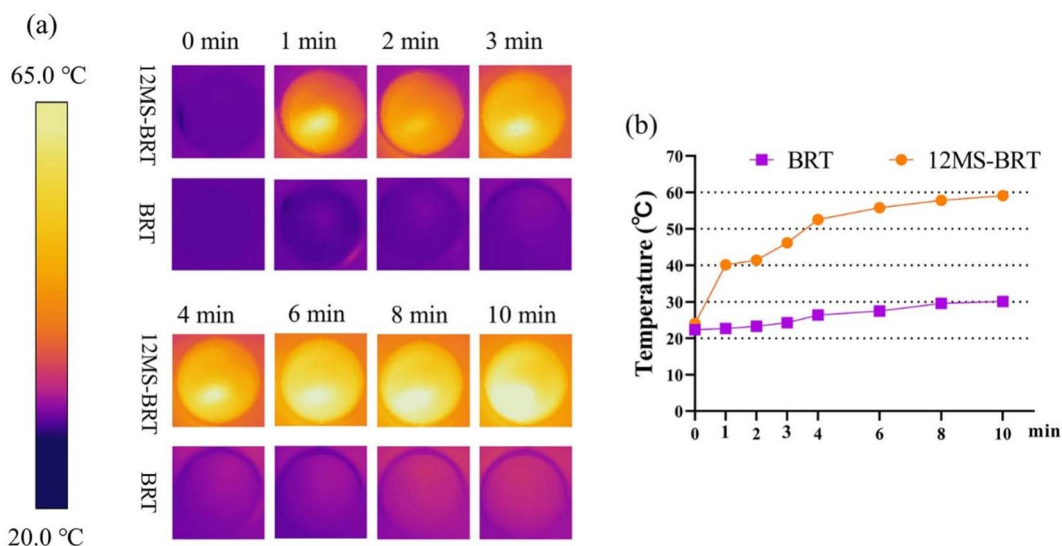 (a)
65.0 ℃
20.0 ℃
0 min 1 min 2 min 3 min
12MS-BRT
BRT
4 min 6 min 8 min 10 min
12MS-BRT
BRT
(b)
BRT 12MS-BRT
Temperature (℃)
70
60
50
40
30
20
10
0
0 1 2 3 4 6 8 10 min